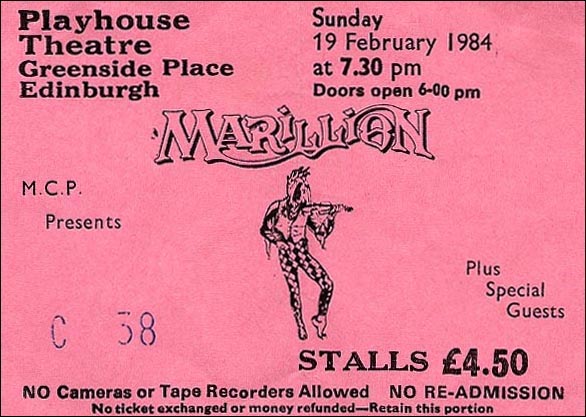 Playhouse
Theatre
Greenside Place
Edinburgh
Sunday
19 February 1984
at 7.30 pm
Doors open 6-00 pm
MARILLION
M.C.P.
Presents
Plus
Special
Guests
C 38
STALLS £4.50
NO Cameras or Tape Recorders Allowed NO RE-ADMISSION
No ticket exchanged or money refunded—Retain this portion